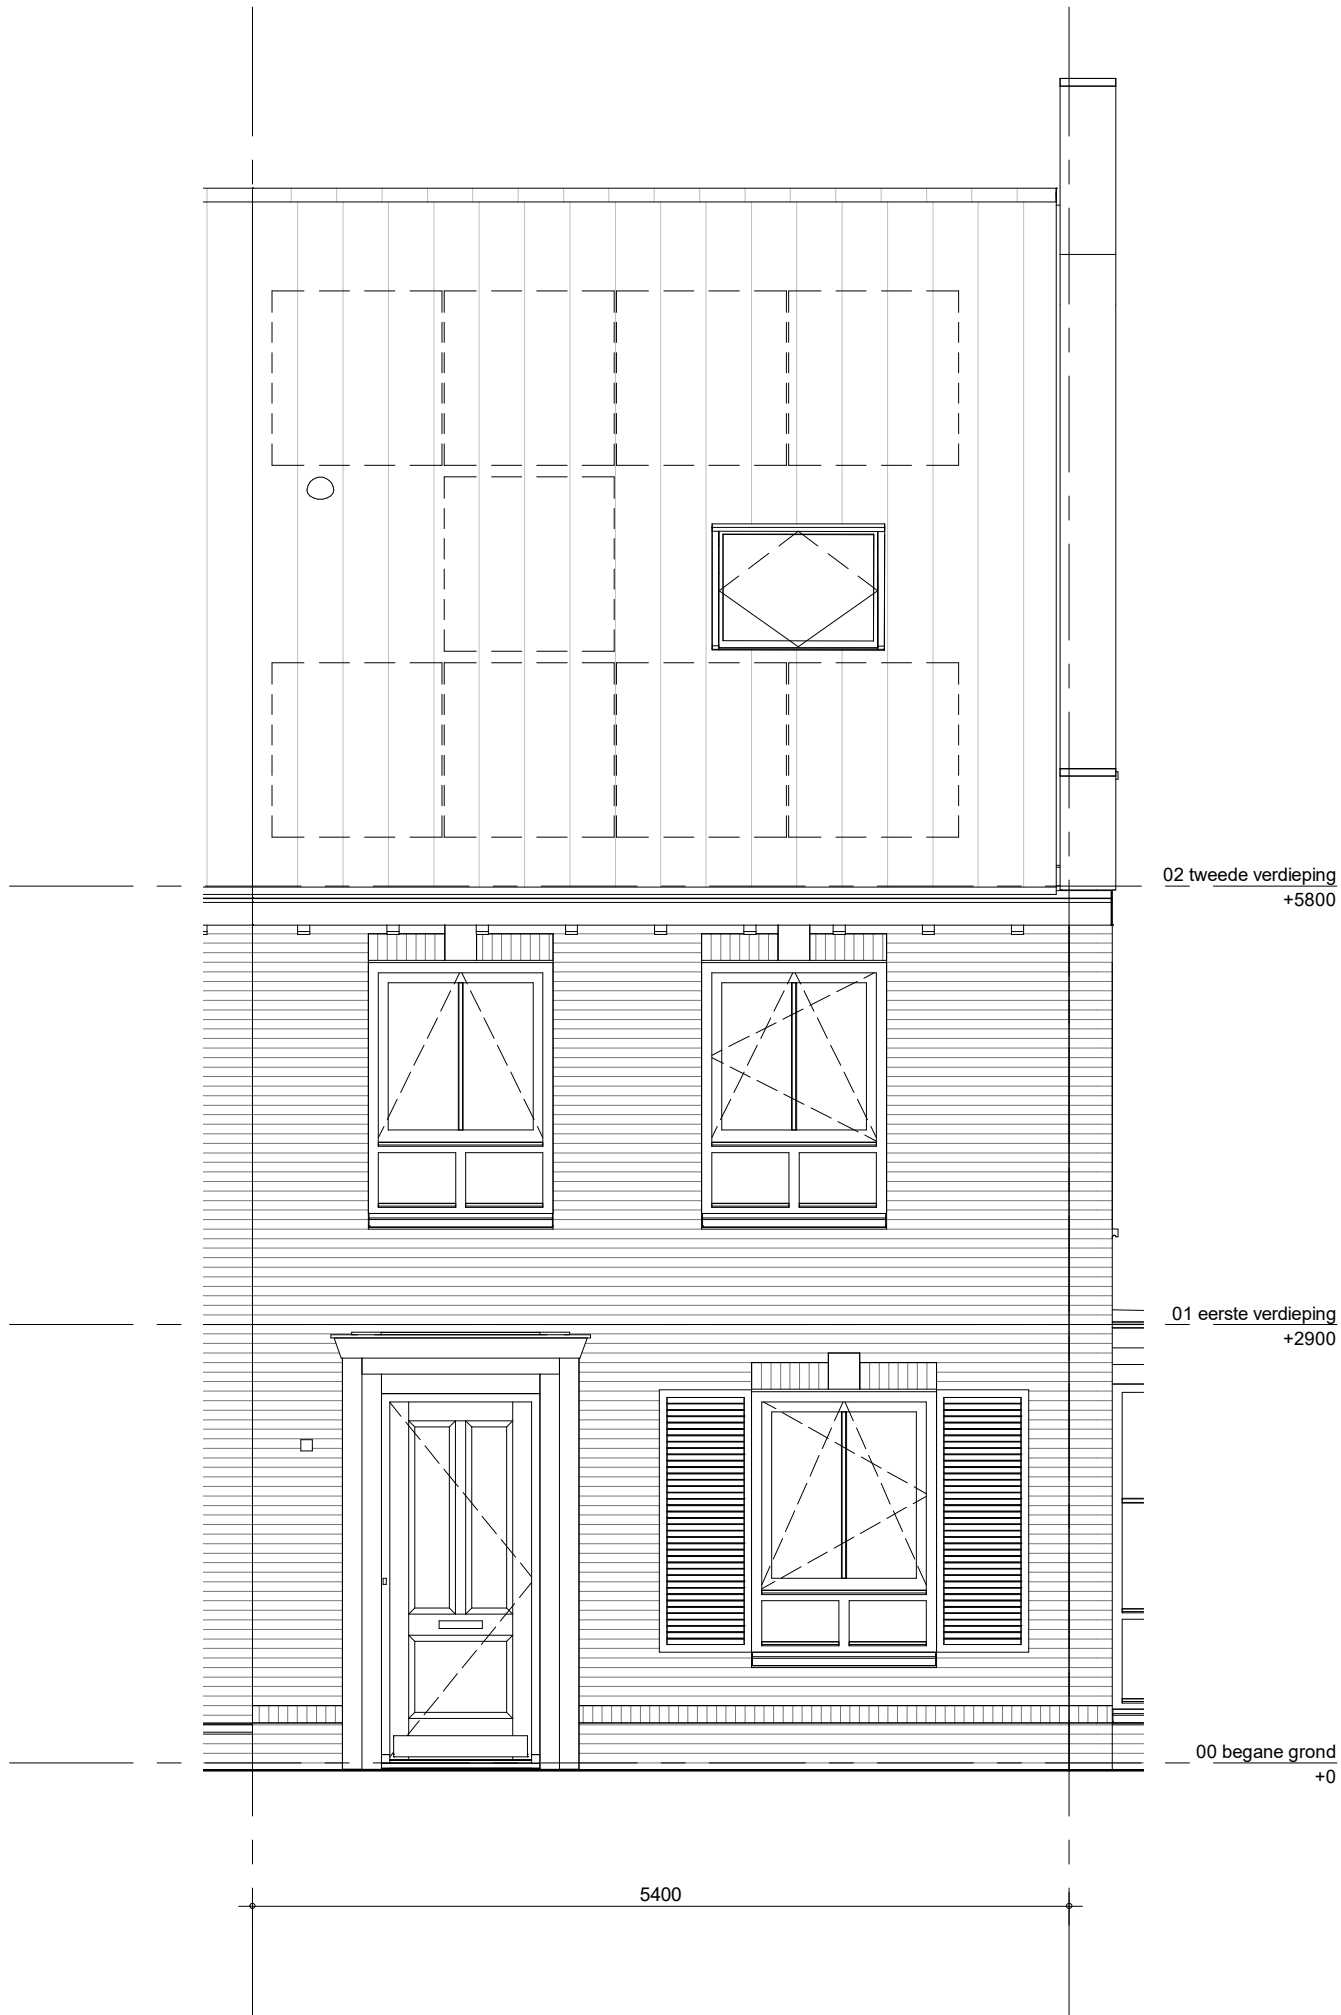 02 tweede verdieping
+5800
01 eerste verdieping
+2900
00 begane grond
+0
5400